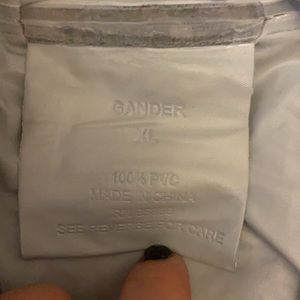 GANDER
XL
100% PVC
MADE IN CHINA
SEE REVERSE FOR CARE